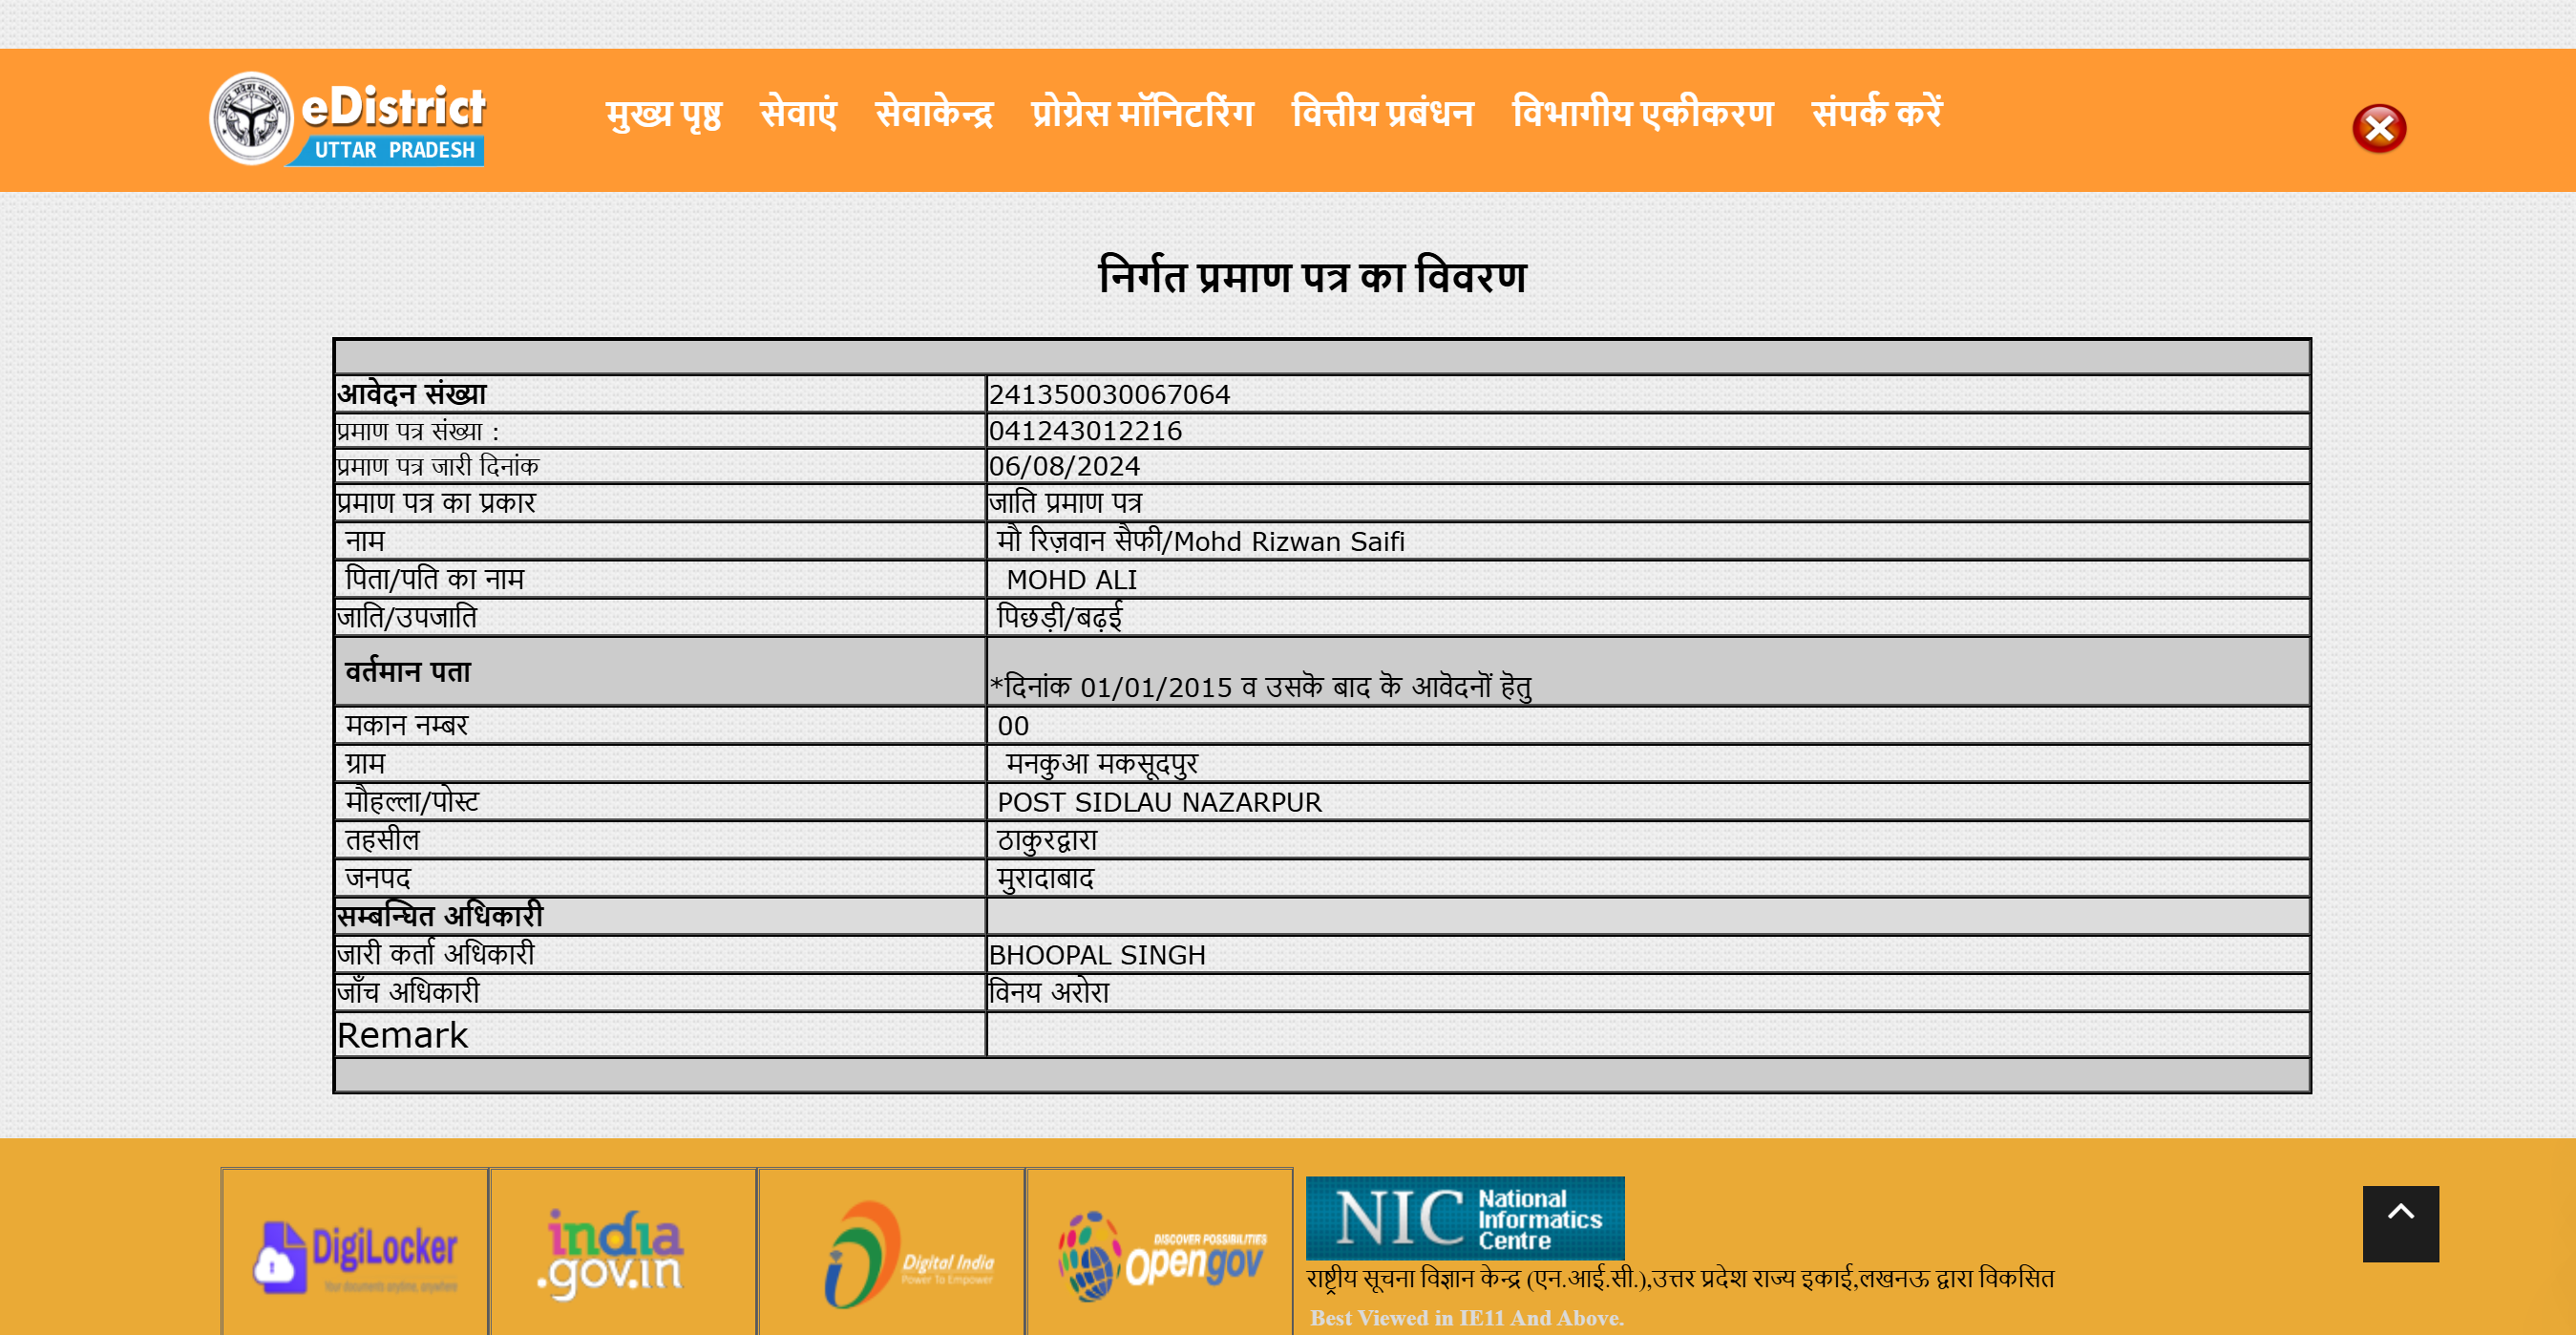 eDistrict
UTTAR PRADESH
मुख्य पृष्ठ सेवाएं सेवाकेन्द्र प्रोग्रेस मॉनिटरिंग वित्तीय प्रबंधन विभागीय एकीकरण संपर्क करें
निर्गत प्रमाण पत्र का विवरण
आवेदन संख्या 241350030067064
प्रमाण पत्र संख्या : 041243012216
प्रमाण पत्र जारी दिनांक 06/08/2024
प्रमाण पत्र का प्रकार जाति प्रमाण पत्र
नाम मौ रिज़वान सैफी/Mohd Rizwan Saifi
पिता/पति का नाम MOHD ALI
जाति/उपजाति पिछड़ी/बढ़ई
वर्तमान पता *दिनांक 01/01/2015 व उसकॆ बाद कॆ आवॆदनॊं हॆतु
मकान नम्बर 00
ग्राम मनकुआ मकसूदपुर
मौहल्ला/पोस्ट POST SIDLAU NAZARPUR
तहसील ठाकुरद्वारा
जनपद मुरादाबाद
सम्बन्धित अधिकारी
जारी कर्ता अधिकारी BHOOPAL SINGH
जाँच अधिकारी विनय अरोरा
Remark
DigiLocker
Your documents anytime, anywhere
india
.gov.in
Digital India
Power To Empower
DISCOVER POSSIBILITIES
opengov
NIC National
Informatics
Centre
राष्ट्रीय सूचना विज्ञान केन्द्र (एन.आई.सी.),उत्तर प्रदेश राज्य इकाई,लखनऊ द्वारा विकसित
Best Viewed in IE11 And Above.